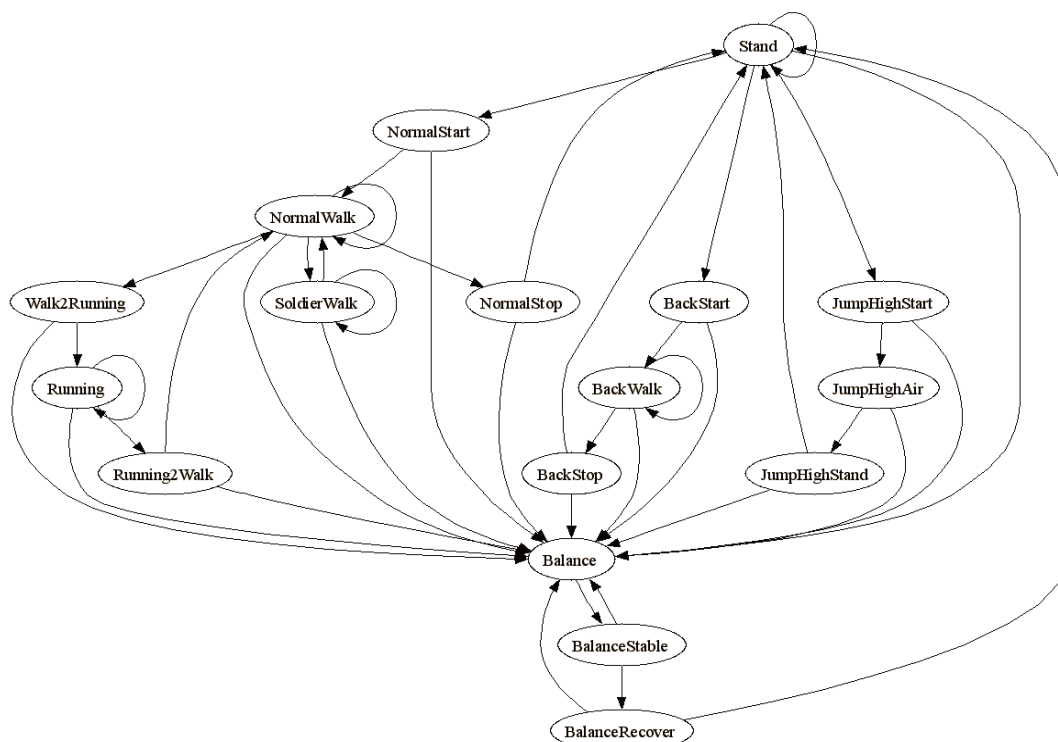 Stand
NormalStart
NormalWalk
Walk2Running
SoldierWalk
NormalStop
BackStart
JumpHighStart
Running
BackWalk
JumpHighAir
Running2Walk
BackStop
JumpHighStand
Balance
BalanceStable
BalanceRecover